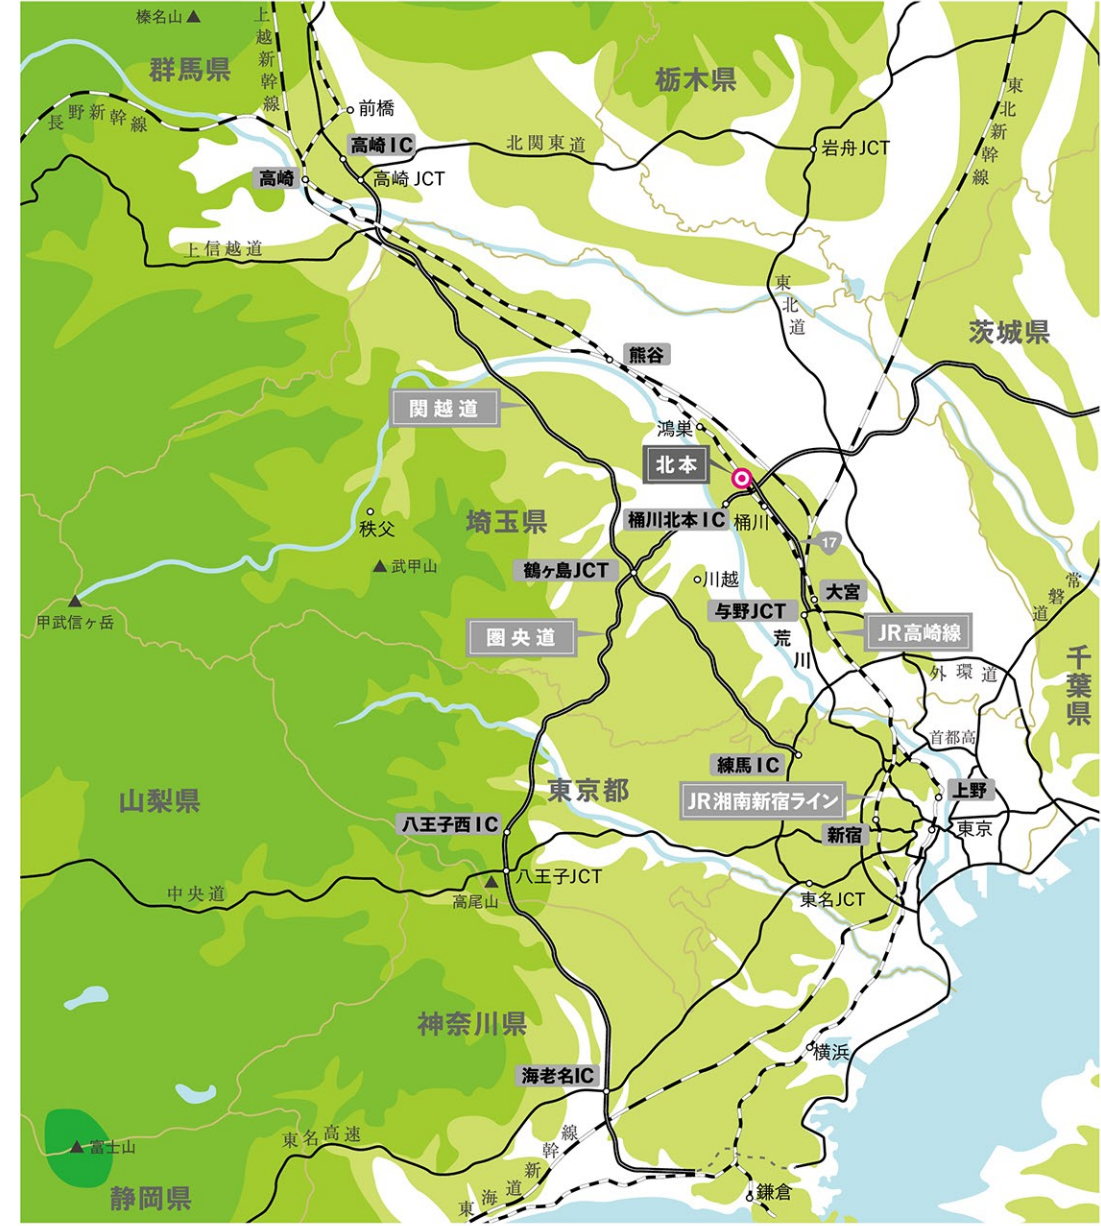 榛名山
上越新幹線
群馬県
栃木県
東北新幹線
長野新幹線
前橋
高崎IC
北関東道
岩舟JCT
高崎
高崎JCT
上信越道
東北道
茨城県
熊谷
関越道
鴻巣
北本
埼玉県
桶川北本IC
桶川
秩父
17
武甲山
鶴ヶ島JCT
川越
常磐道
大宮
甲武信ヶ岳
与野JCT
圏央道
荒川
JR高崎線
外環道
千葉県
首都高
練馬IC
東京都
上野
山梨県
JR湘南新宿ライン
八王子西IC
新宿
東京
八王子JCT
中央道
高尾山
東名JCT
神奈川県
横浜
海老名IC
東名高速
富士山
東海道新幹線
静岡県
鎌倉